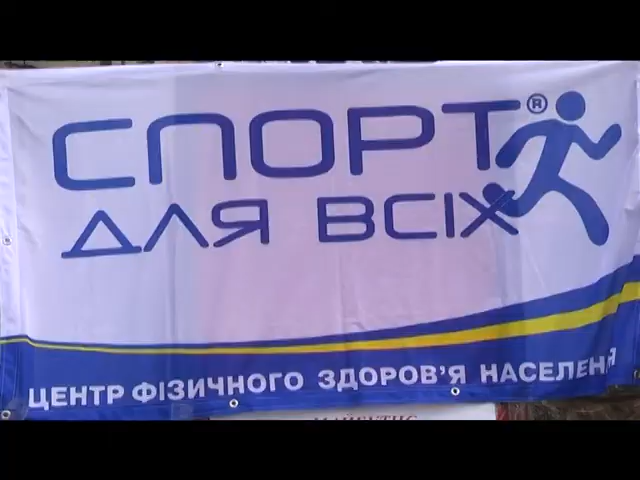 СПОРТ®
ДЛЯ ВСІХ
ЦЕНТР ФІЗИЧНОГО ЗДОРОВ'Я НАСЕЛЕННЯ